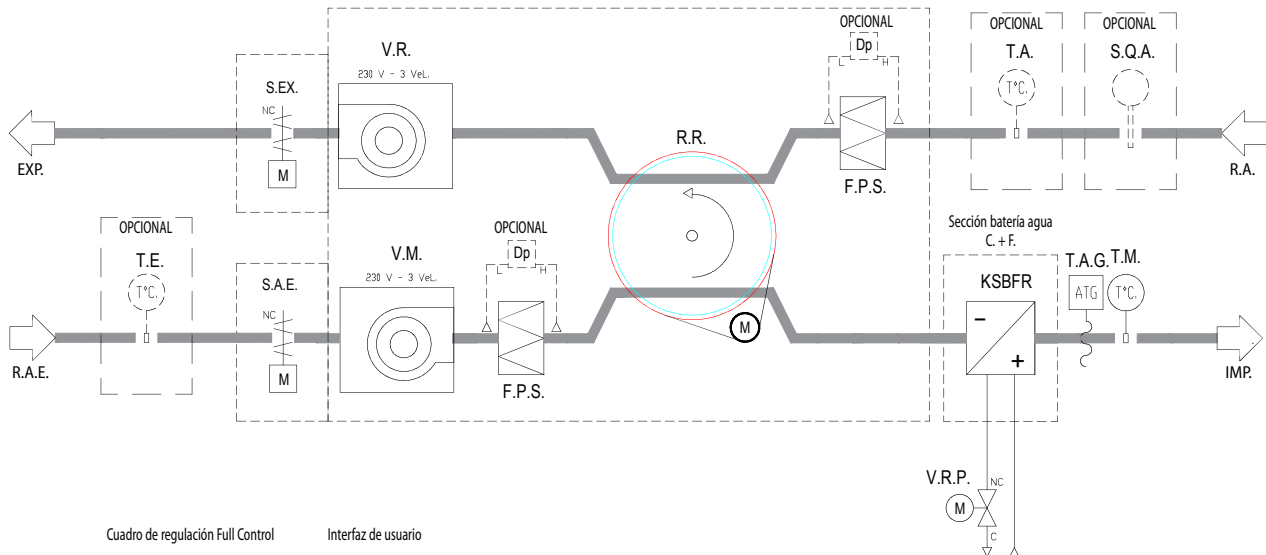 OPCIONAL
OPCIONAL
OPCIONAL
V.R.
Dp
T.A.
S.Q.A.
230 V - 3 VeL.
L
H
S.EX.
T°C.
NC
R.R.
M
EXP.
F.P.S.
R.A.
OPCIONAL
OPCIONAL
Sección batería agua
C. + F.
T.E.
V.M.
Dp
T.A.G.
T.M.
230 V - 3 VeL.
L
H
S.A.E.
KSBFR
T°C.
ATG
T°C.
NC
-
M
+
M
R.A.E.
F.P.S.
IMP.
V.R.P.
NC
M
C
Cuadro de regulación Full Control
Interfaz de usuario